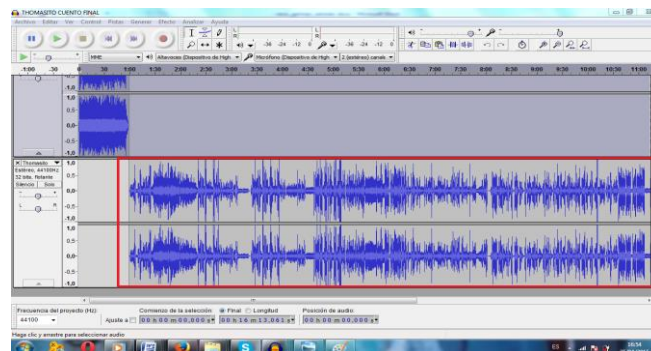 THOMASITO CUENTO FINAL
Archivo Editar Ver Control Pistas Generar Efecto Analizar Ayuda
-36 -24 -12 0 -36 -24 -12 0
MME Altavoces (Dispositivo de High Micrófono (Dispositivo de High 2 (estéreo) canals
-1:00 -30 0 30 1:00 1:30 2:00 2:30 3:00 3:30 4:00 4:30 5:00 5:30 6:00 6:30 7:00 7:30 8:00 8:30 9:00 9:30 10:00 10:30 11:00
-1,0
1,0
0,5
0,0
-0,5
-1,0
Thomasito
Estéreo, 44100Hz
32 bits, flotante
Silencio Solo
L R
1,0
0,5
0,0
-0,5
-1,0
1,0
0,5
0,0
-0,5
-1,0
Frecuencia del proyecto (Hz): Comienzo de la selección: Final Longitud Posición de audio:
44100 Ajuste a 00 h 00 m 00,000 s 00 h 16 m 13,061 s 00 h 00 m 00,000 s
Haga clic y arrastre para seleccionar audio
ES 16:54